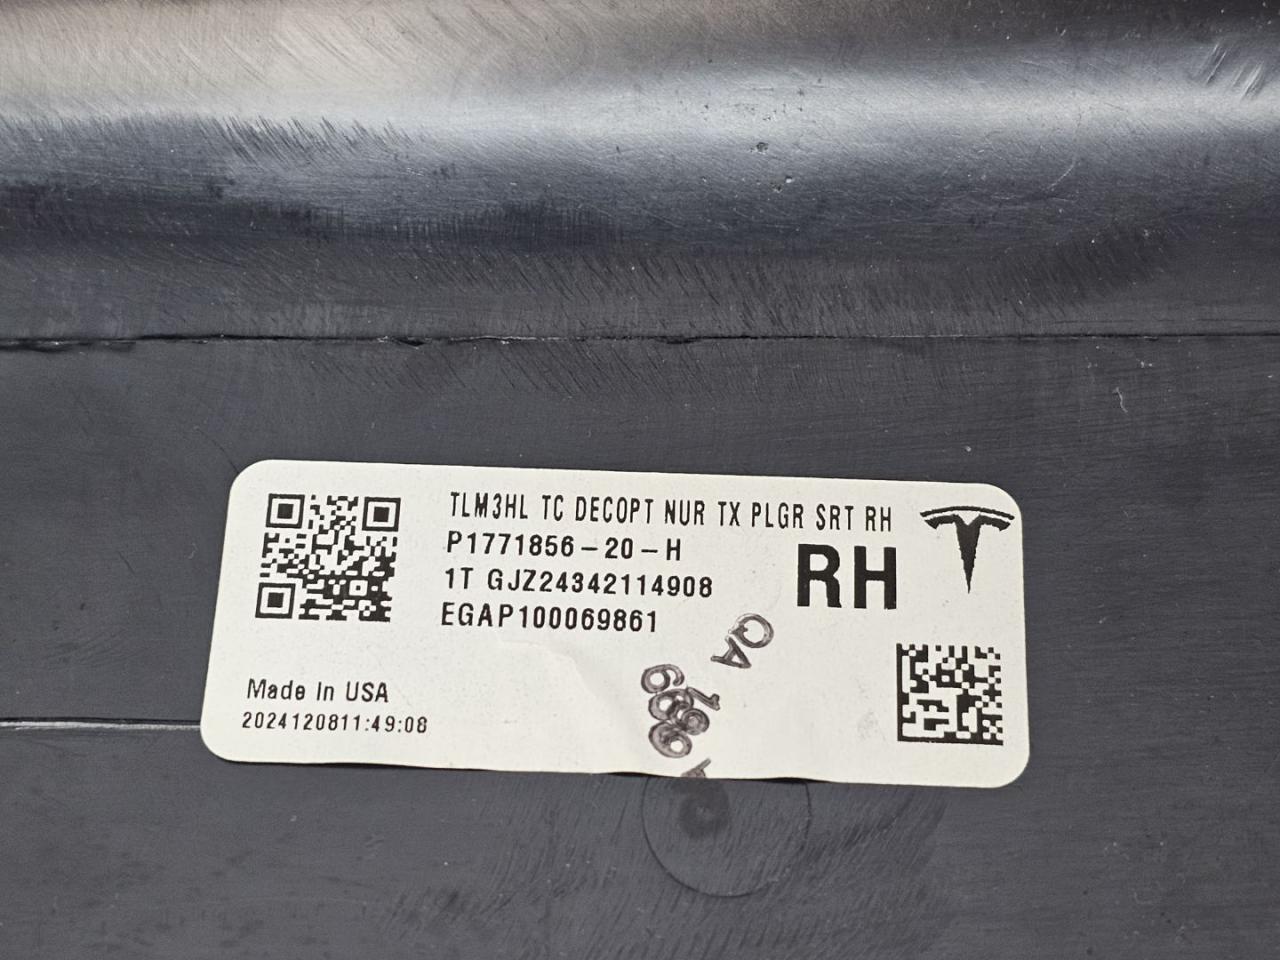 TLM3HL TC DECOPT NUR TX PLGR SRT RH
P1771856-20-H
RH
1T GJZ24342114908
EGAP100069861
QA
Made In USA
2024120811:49:08